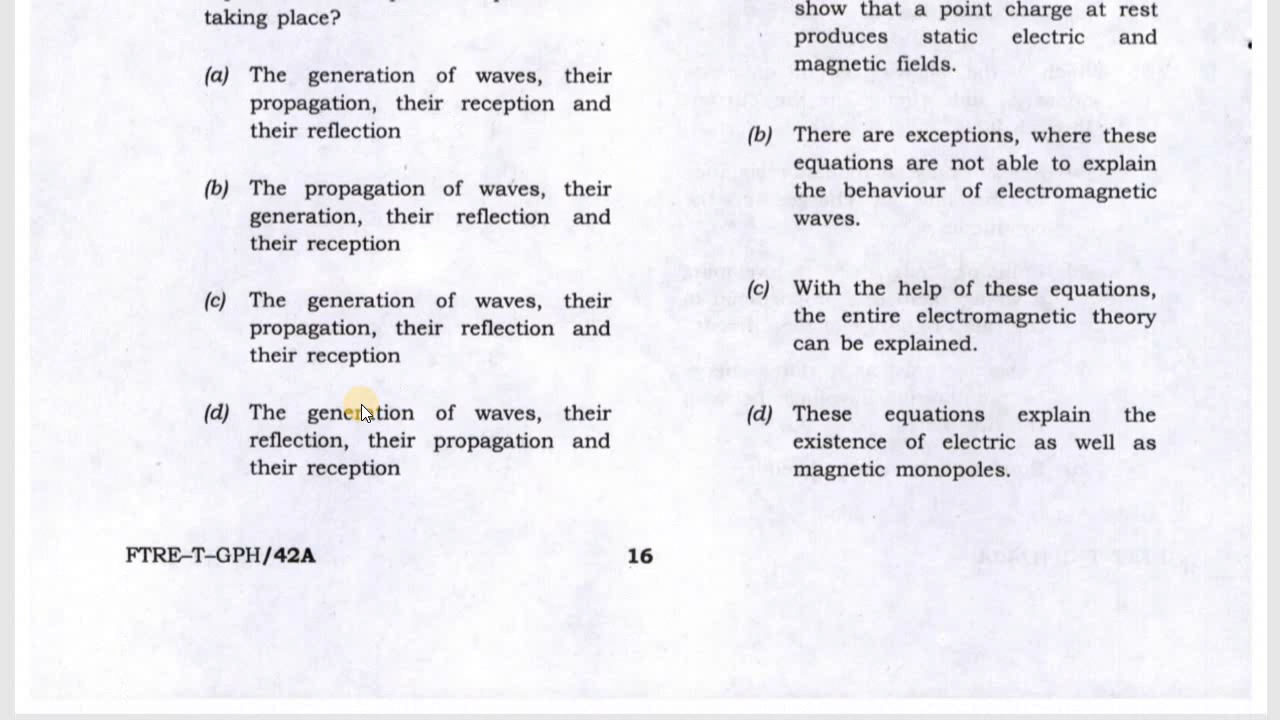 taking place?
(a) The generation of waves, their
propagation, their reception and
their reflection
(b) The propagation of waves, their
generation, their reflection and
their reception
(c) The generation of waves, their
propagation, their reflection and
their reception
(d) The generation of waves, their
reflection, their propagation and
their reception
show that a point charge at rest
produces static electric and
magnetic fields.
(b) There are exceptions, where these
equations are not able to explain
the behaviour of electromagnetic
waves.
(c) With the help of these equations,
the entire electromagnetic theory
can be explained.
(d) These equations explain the
existence of electric as well as
magnetic monopoles.
FTRE–T–GPH/42A
16